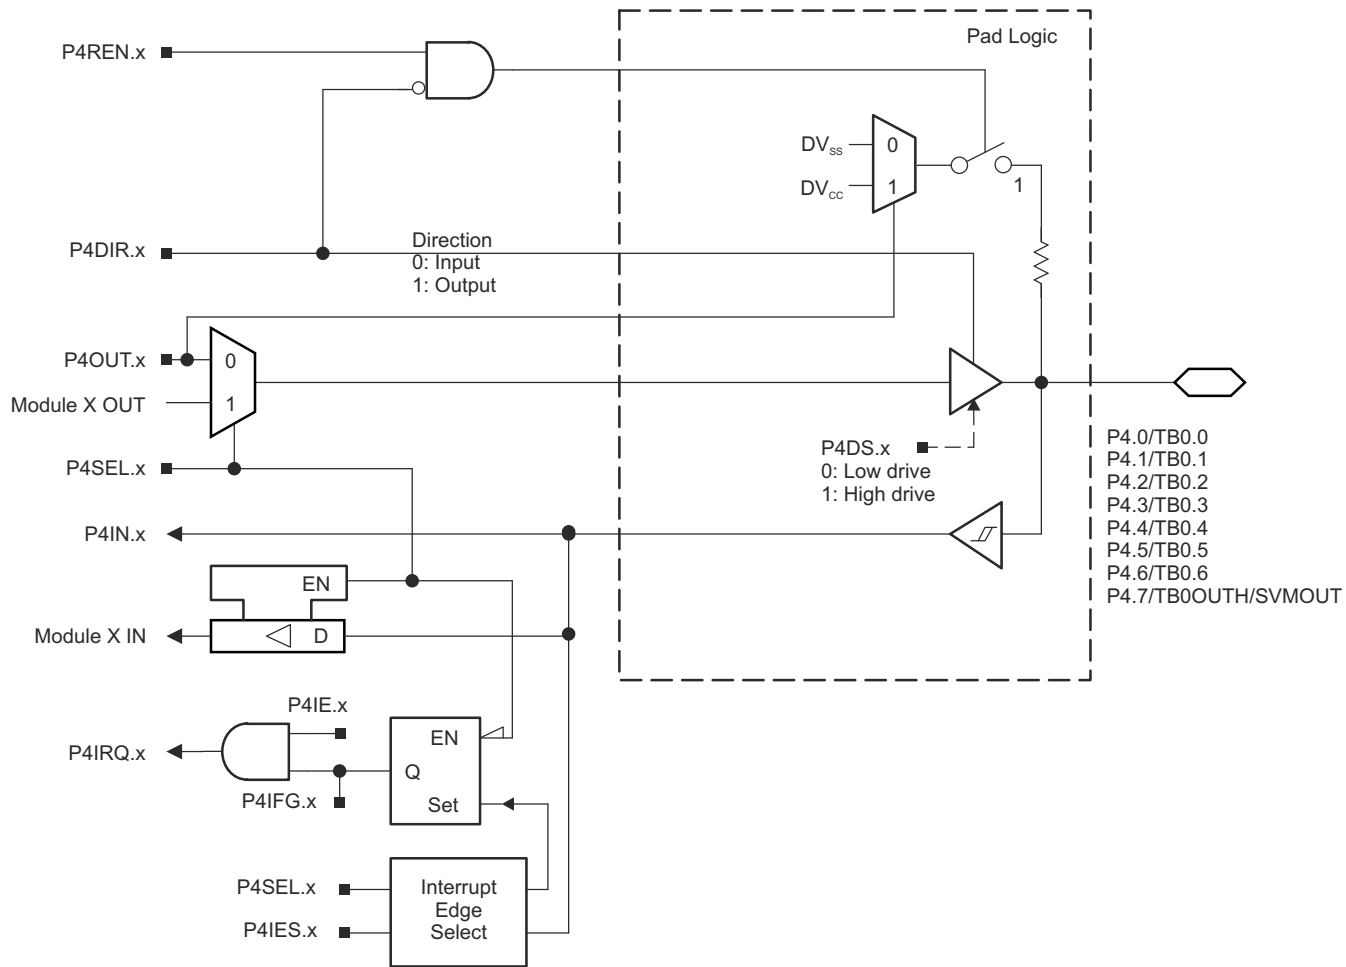 Pad Logic
P4REN.x
DVSS
0
DVCC
1
1
P4DIR.x
Direction
0: Input
1: Output
P4OUT.x
0
Module X OUT
1
P4DS.x
0: Low drive
1: High drive
P4.0/TB0.0
P4.1/TB0.1
P4.2/TB0.2
P4.3/TB0.3
P4.4/TB0.4
P4.5/TB0.5
P4.6/TB0.6
P4.7/TB0OUTH/SVMOUT
P4SEL.x
P4IN.x
EN
Module X IN
D
P4IE.x
P4IRQ.x
EN
Q
P4IFG.x
Set
P4SEL.x
P4IES.x
Interrupt
Edge
Select